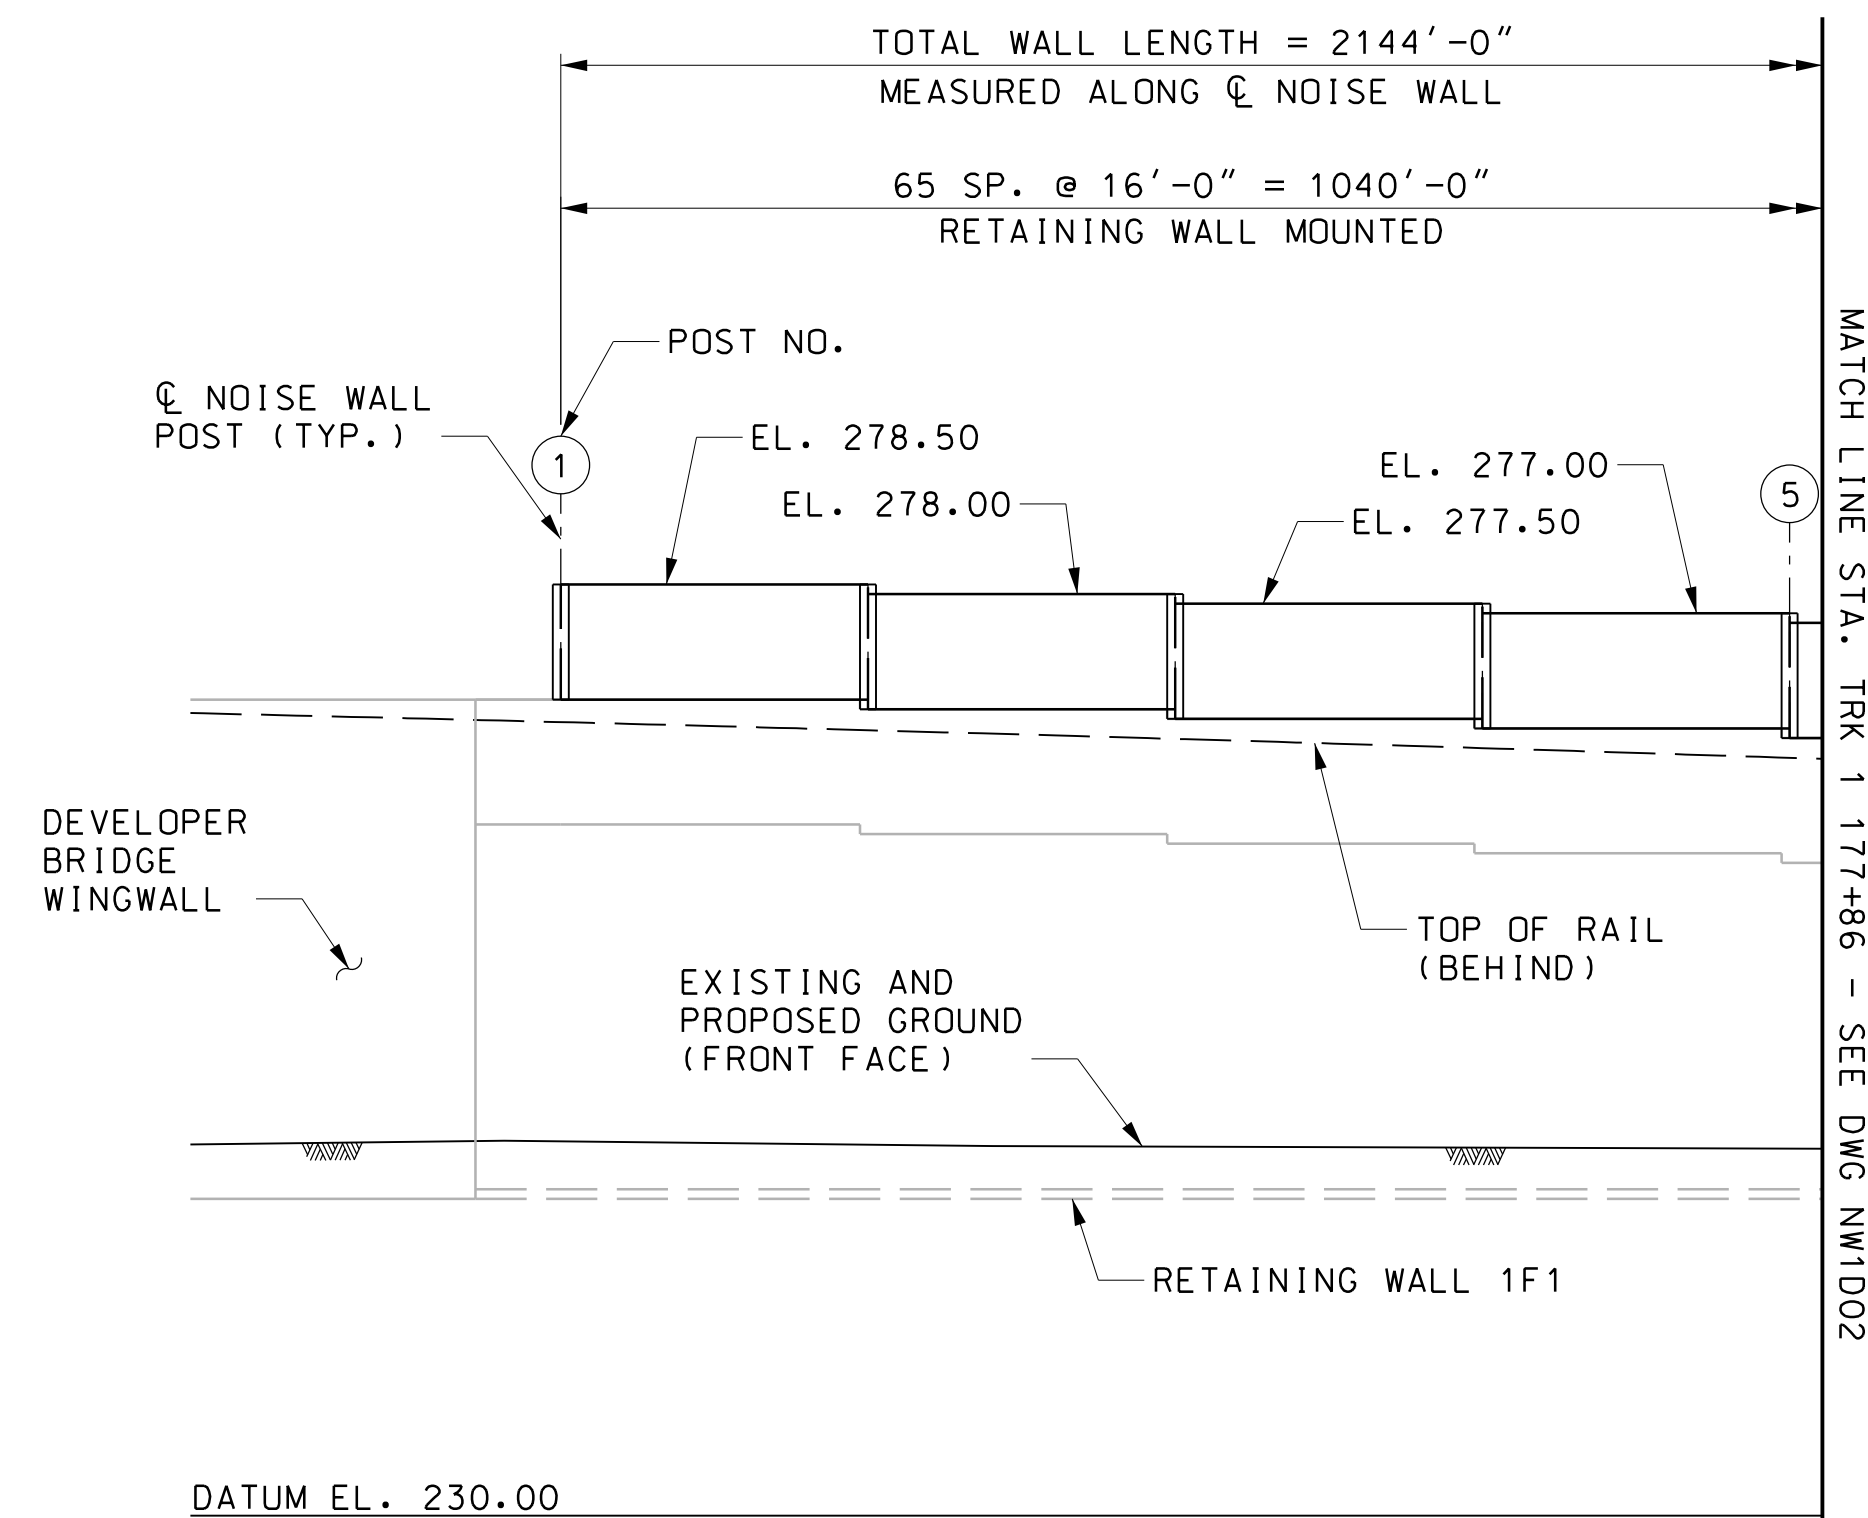 TOTAL WALL LENGTH = 2144'-0"
MEASURED ALONG ℄ NOISE WALL
65 SP. @ 16'-0" = 1040'-0"
RETAINING WALL MOUNTED
POST NO.
℄ NOISE WALL
POST (TYP.)
1
EL. 278.50
EL. 278.00
EL. 277.00
EL. 277.50
5
MATCH LINE STA. TRK 1 177+86 - SEE DWG NW1D02
DEVELOPER
BRIDGE
WINGWALL
TOP OF RAIL
(BEHIND)
EXISTING AND
PROPOSED GROUND
(FRONT FACE)
RETAINING WALL 1F1
DATUM EL. 230.00